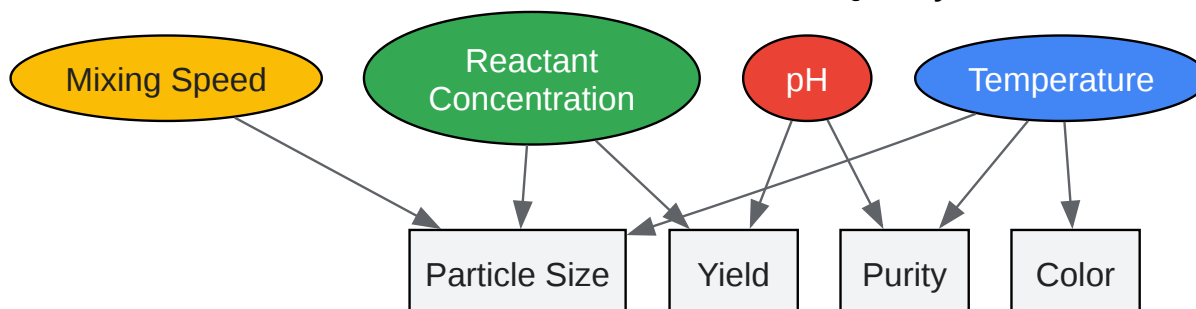 Mixing Speed
Reactant
Concentration
pH
Temperature
Particle Size
Yield
Purity
Color